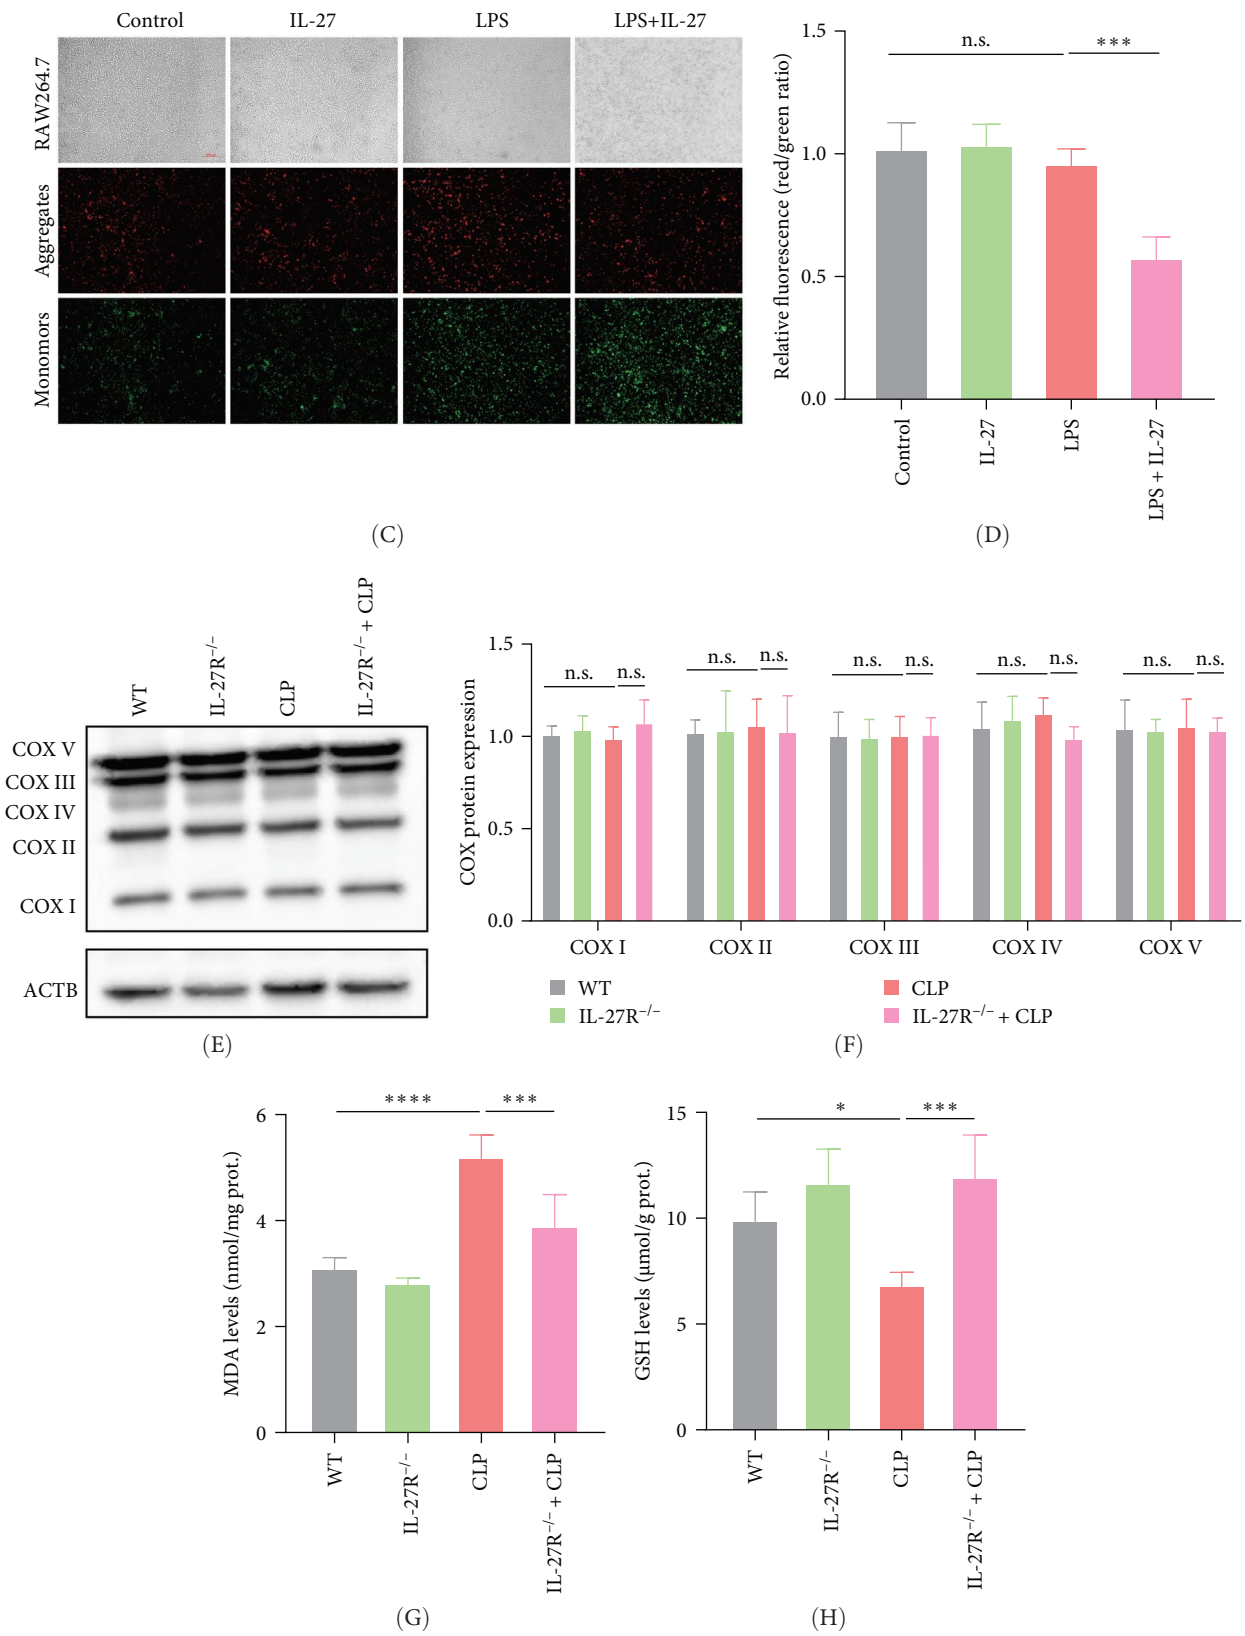 Control IL-27 LPS LPS+IL-27
RAW264.7
Aggregates
Monomors
(C)
1.5
1.0
0.5
0.0
Relative fluorescence (red/green ratio)
n.s. ***
Control
IL-27
LPS
LPS + IL-27
(D)
WT
IL-27R−/−
CLP
IL-27R−/− + CLP
COX V
COX III
COX IV
COX II
COX I
ACTB
(E)
1.5
1.0
0.5
0.0
COX protein expression
n.s. n.s. n.s. n.s. n.s. n.s. n.s. n.s. n.s. n.s.
COX I COX II COX III COX IV COX V
WT CLP
IL-27R−/− IL-27R−/− + CLP
(F)
6
4
2
0
MDA levels (nmol/mg prot.)
**** ***
WT
IL-27R−/−
CLP
IL-27R−/− + CLP
(G)
15
10
5
0
GSH levels (μmol/g prot.)
* ***
WT
IL-27R−/−
CLP
IL-27R−/− + CLP
(H)